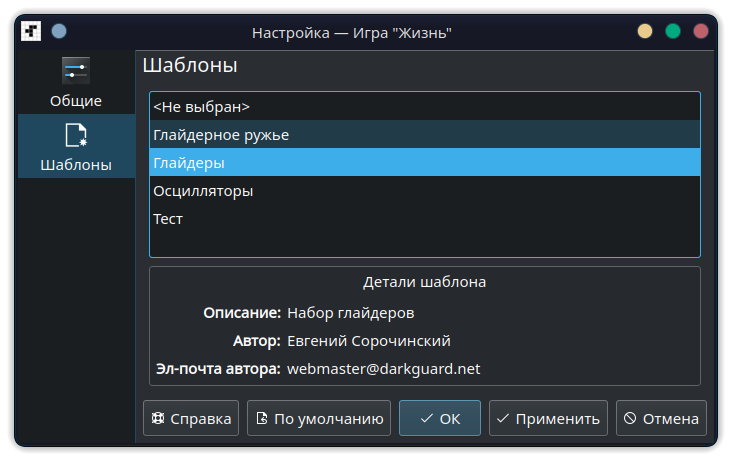 Настройка — Игра "Жизнь"
Общие
Шаблоны
Шаблоны
<Не выбран>
Глайдерное ружье
Глайдеры
Осцилляторы
Тест
Детали шаблона
Описание: Набор глайдеров
Автор: Евгений Сорочинский
Эл-почта автора: webmaster@darkguard.net
Справка
По умолчанию
ОК
Применить
Отмена